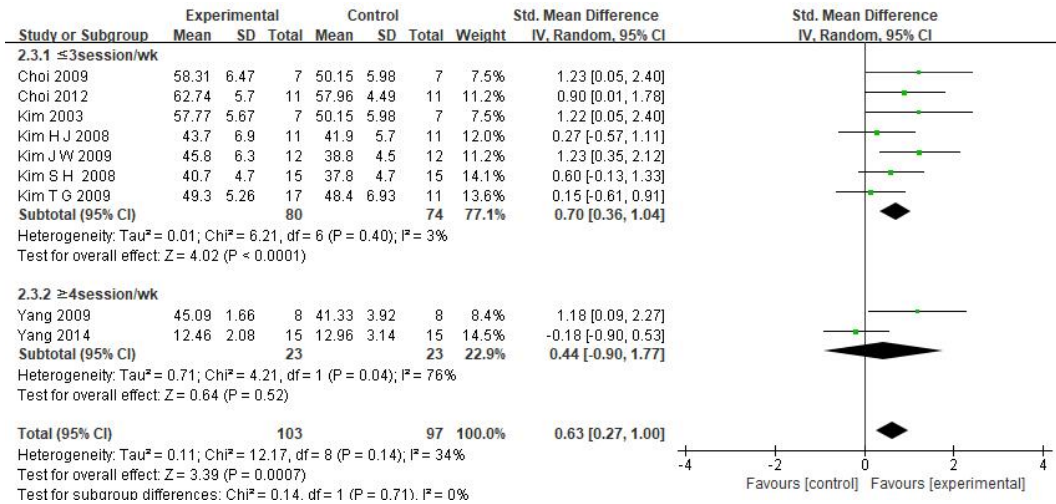 Experimental Control Std. Mean Difference Std. Mean Difference
Study or Subgroup Mean SD Total Mean SD Total Weight IV, Random, 95% CI IV, Random, 95% CI
2.3.1 ≤3session/wk
Choi 2009 58.31 6.47 7 50.15 5.98 7 7.5% 1.23 [0.05, 2.40]
Choi 2012 62.74 5.7 11 57.96 4.49 11 11.2% 0.90 [0.01, 1.78]
Kim 2003 57.77 5.67 7 50.15 5.98 7 7.5% 1.22 [0.05, 2.40]
Kim H J 2008 43.7 6.9 11 41.9 5.7 11 12.0% 0.27 [-0.57, 1.11]
Kim J W 2009 45.8 6.3 12 38.8 4.5 12 11.2% 1.23 [0.35, 2.12]
Kim S H 2008 40.7 4.7 15 37.8 4.7 15 14.1% 0.60 [-0.13, 1.33]
Kim T G 2009 49.3 5.26 17 48.4 6.93 11 13.6% 0.15 [-0.61, 0.91]
Subtotal (95% CI) 80 74 77.1% 0.70 [0.36, 1.04]
Heterogeneity: Tau² = 0.01; Chi² = 6.21, df = 6 (P = 0.40); I² = 3%
Test for overall effect: Z = 4.02 (P < 0.0001)
2.3.2 ≥4session/wk
Yang 2009 45.09 1.66 8 41.33 3.92 8 8.4% 1.18 [0.09, 2.27]
Yang 2014 12.46 2.08 15 12.96 3.14 15 14.5% -0.18 [-0.90, 0.53]
Subtotal (95% CI) 23 23 22.9% 0.44 [-0.90, 1.77]
Heterogeneity: Tau² = 0.71; Chi² = 4.21, df = 1 (P = 0.04); I² = 76%
Test for overall effect: Z = 0.64 (P = 0.52)
Total (95% CI) 103 97 100.0% 0.63 [0.27, 1.00]
Heterogeneity: Tau² = 0.11; Chi² = 12.17, df = 8 (P = 0.14); I² = 34%
Test for overall effect: Z = 3.39 (P = 0.0007)
Test for subgroup differences: Chi² = 0.14, df = 1 (P = 0.71), I² = 0%
-4 -2 0 2 4
Favours [control] Favours [experimental]